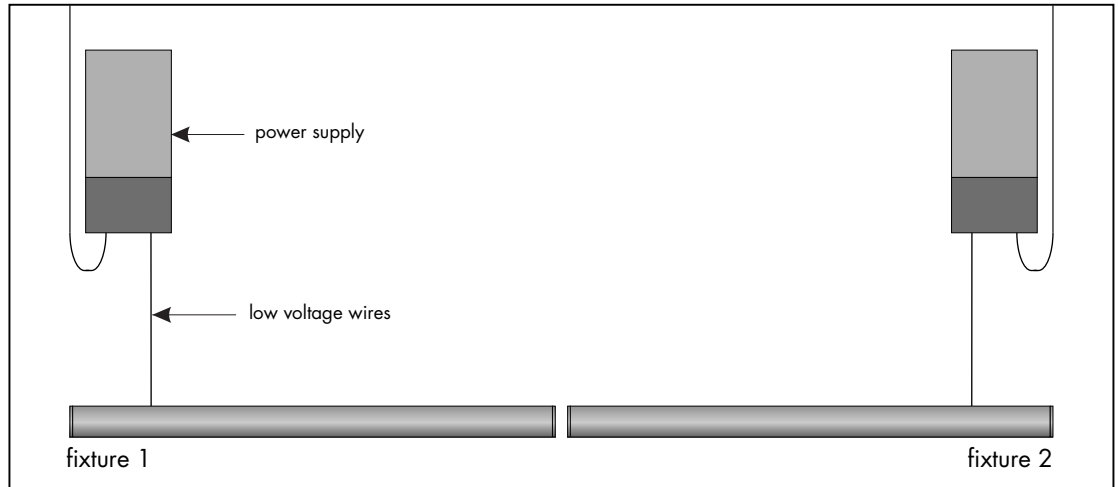 power supply
low voltage wires
fixture 1
fixture 2